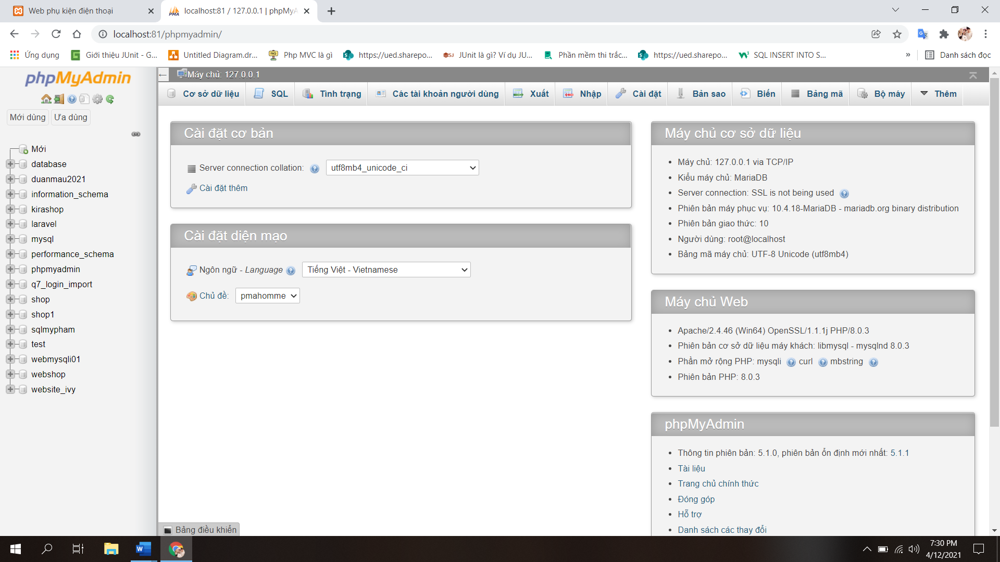 Web phụ kiện điện thoại
localhost:81 / 127.0.0.1 | phpMyA
localhost:81/phpmyadmin/
Ứng dụng
Giới thiệu JUnit - G...
Untitled Diagram.dr...
Php MVC là gì
https://ued.sharepo...
JUnit là gì? Ví dụ JU...
Phần mềm thi trắc...
https://ued.sharepo...
SQL INSERT INTO S...
»
Danh sách đọc
phpMyAdmin
Mới dùng
Ưa dùng
Mới
database
duanmau2021
information_schema
kirashop
laravel
mysql
performance_schema
phpmyadmin
q7_login_import
shop
shop1
sqlmypham
test
webmysqli01
webshop
website_ivy
Máy chủ: 127.0.0.1
Cơ sở dữ liệu
SQL
Tình trạng
Các tài khoản người dùng
Xuất
Nhập
Cài đặt
Bản sao
Biến
Bảng mã
Bộ máy
Thêm
Cài đặt cơ bản
Server connection collation:
utf8mb4_unicode_ci
Cài đặt thêm
Cài đặt diện mạo
Ngôn ngữ - Language
Tiếng Việt - Vietnamese
Chủ đề:
pmahomme
Máy chủ cơ sở dữ liệu
• Máy chủ: 127.0.0.1 via TCP/IP
• Kiểu máy chủ: MariaDB
• Server connection: SSL is not being used
• Phiên bản máy phục vụ: 10.4.18-MariaDB - mariadb.org binary distribution
• Phiên bản giao thức: 10
• Người dùng: root@localhost
• Bảng mã máy chủ: UTF-8 Unicode (utf8mb4)
Máy chủ Web
• Apache/2.4.46 (Win64) OpenSSL/1.1.1j PHP/8.0.3
• Phiên bản cơ sở dữ liệu máy khách: libmysql - mysqlnd 8.0.3
• Phần mở rộng PHP: mysqli curl mbstring
• Phiên bản PHP: 8.0.3
phpMyAdmin
• Thông tin phiên bản: 5.1.0, phiên bản ổn định mới nhất: 5.1.1
• Tài liệu
• Trang chủ chính thức
• Đóng góp
• Hỗ trợ
• Danh sách các thay đổi
Bảng điều khiển
7:30 PM
4/12/2021